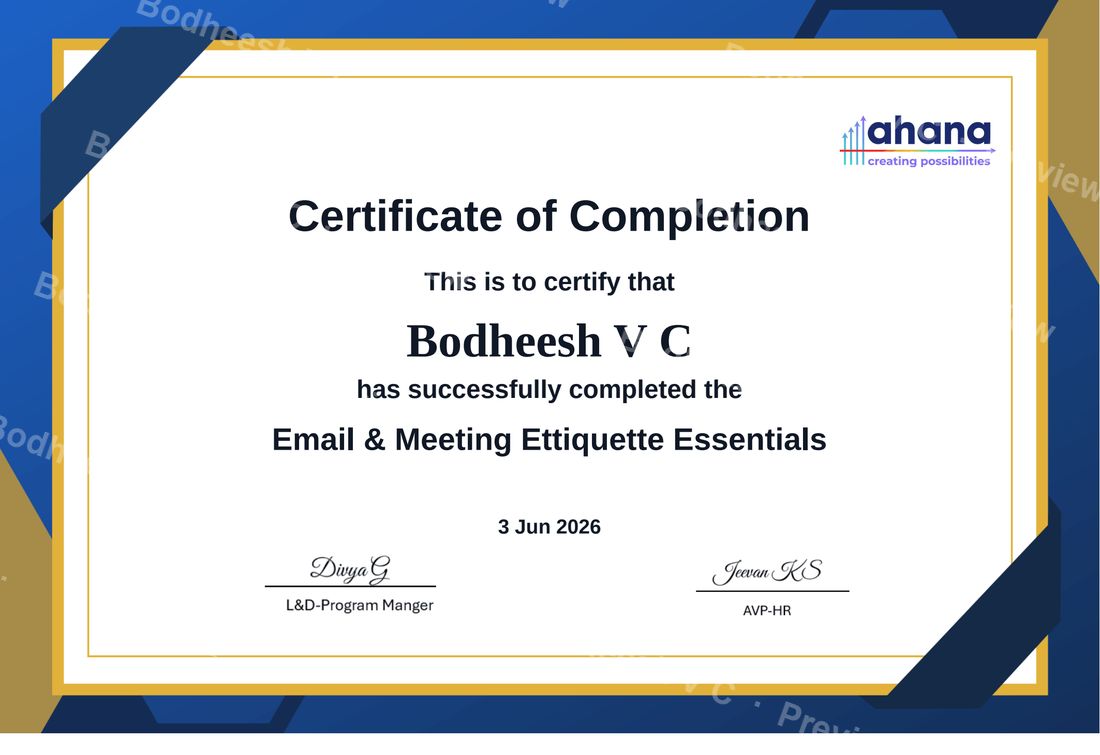 ahana
creating possibilities
Certificate of Completion
This is to certify that
Bodheesh V C
has successfully completed the
Email & Meeting Ettiquette Essentials
3 Jun 2026
Divya G
Jeevan KS
L&D-Program Manger
AVP-HR